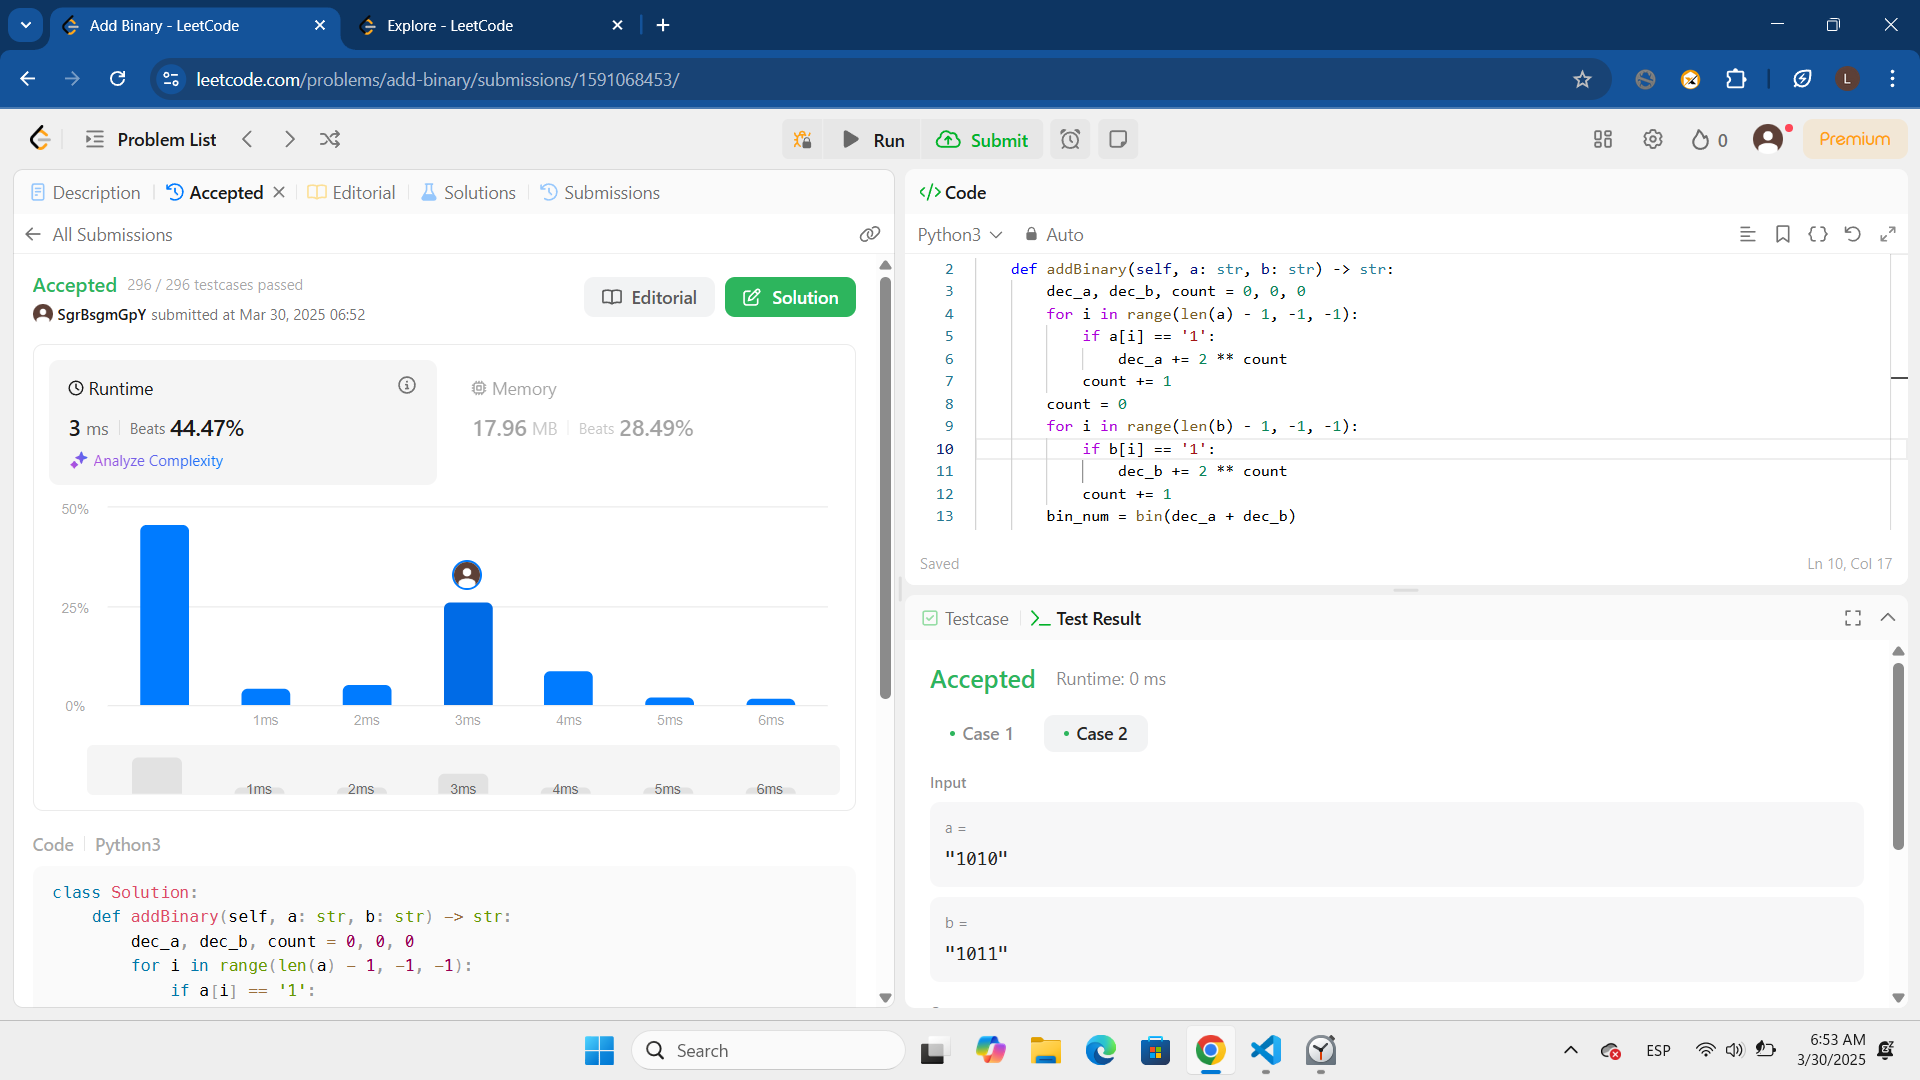 Add Binary - LeetCode
Explore - LeetCode
leetcode.com/problems/add-binary/submissions/1591068453/
L
Problem List
Run
Submit
0
Premium
Description
Accepted
Editorial
Solutions
Submissions
All Submissions
Accepted 296 / 296 testcases passed
SgrBsgmGpY submitted at Mar 30, 2025 06:52
Editorial
Solution
Runtime
3 ms
Beats 44.47%
Analyze Complexity
Memory
17.96 MB
Beats 28.49%
50%
25%
0%
1ms
2ms
3ms
4ms
5ms
6ms
1ms
2ms
3ms
4ms
5ms
6ms
Code
Python3
class Solution:
def addBinary(self, a: str, b: str) -> str:
dec_a, dec_b, count = 0, 0, 0
for i in range(len(a) - 1, -1, -1):
if a[i] == '1':
</> Code
Python3
Auto
2 def addBinary(self, a: str, b: str) -> str:
3 dec_a, dec_b, count = 0, 0, 0
4 for i in range(len(a) - 1, -1, -1):
5 if a[i] == '1':
6 dec_a += 2 ** count
7 count += 1
8 count = 0
9 for i in range(len(b) - 1, -1, -1):
10 if b[i] == '1':
11 dec_b += 2 ** count
12 count += 1
13 bin_num = bin(dec_a + dec_b)
Saved
Ln 10, Col 17
Testcase
Test Result
Accepted
Runtime: 0 ms
Case 1
Case 2
Input
a =
"1010"
b =
"1011"
Search
ESP
6:53 AM
3/30/2025